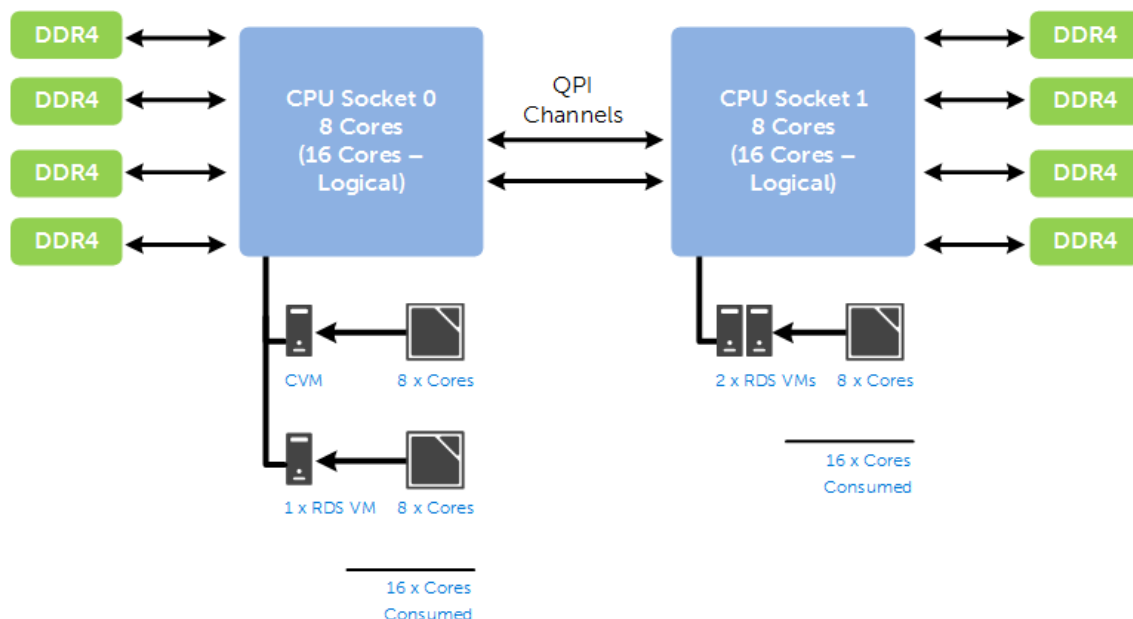 DDR4
DDR4
DDR4
DDR4
CPU Socket 0
8 Cores
(16 Cores –
Logical)
QPI
Channels
CPU Socket 1
8 Cores
(16 Cores –
Logical)
DDR4
DDR4
DDR4
DDR4
CVM
8 x Cores
1 x RDS VM
8 x Cores
16 x Cores
Consumed
2 x RDS VMs
8 x Cores
16 x Cores
Consumed